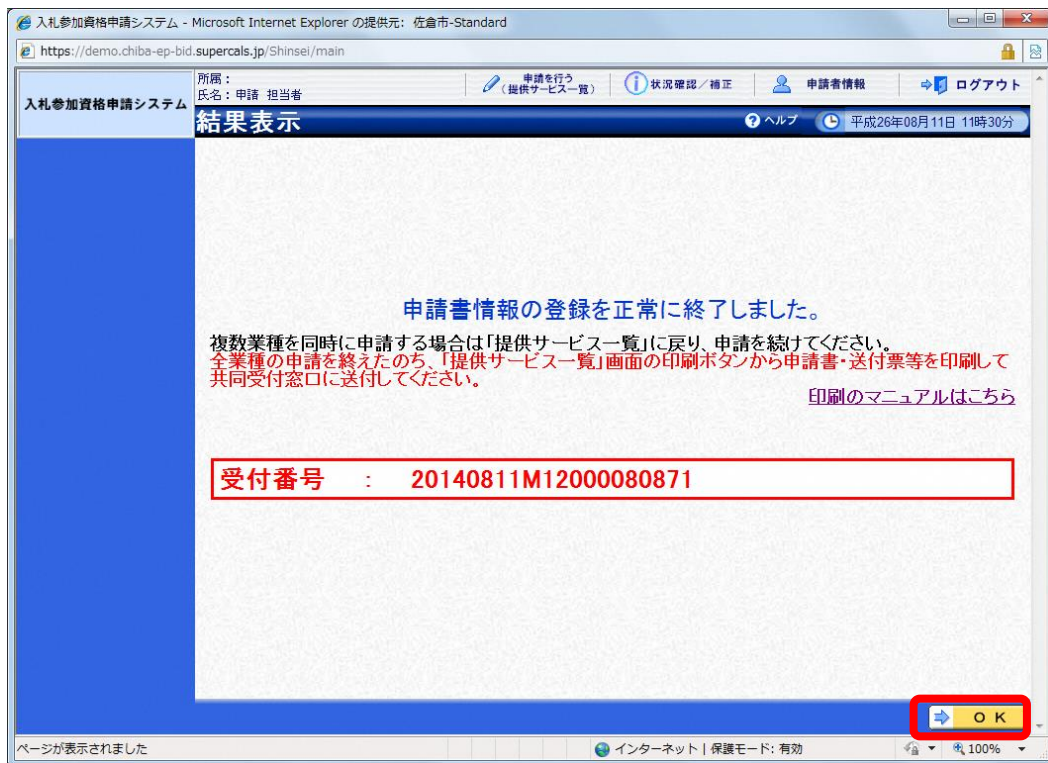 入札参加資格申請システム - Microsoft Internet Explorer の提供元: 佐倉市-Standard
https://demo.chiba-ep-bid.supercals.jp/Shinsei/main
入札参加資格申請システム
所属：
氏名：申請 担当者
申請を行う
（提供サービス一覧）
状況確認／補正
申請者情報
ログアウト
結果表示
ヘルプ
平成26年08月11日 11時30分
申請書情報の登録を正常に終了しました。
複数業種を同時に申請する場合は「提供サービス一覧」に戻り、申請を続けてください。
全業種の申請を終えたのち、「提供サービス一覧」画面の印刷ボタンから申請書・送付票等を印刷して
共同受付窓口に送付してください。
印刷のマニュアルはこちら
受付番号 ： 20140811M12000080871
ＯＫ
ページが表示されました
インターネット | 保護モード: 有効
100%